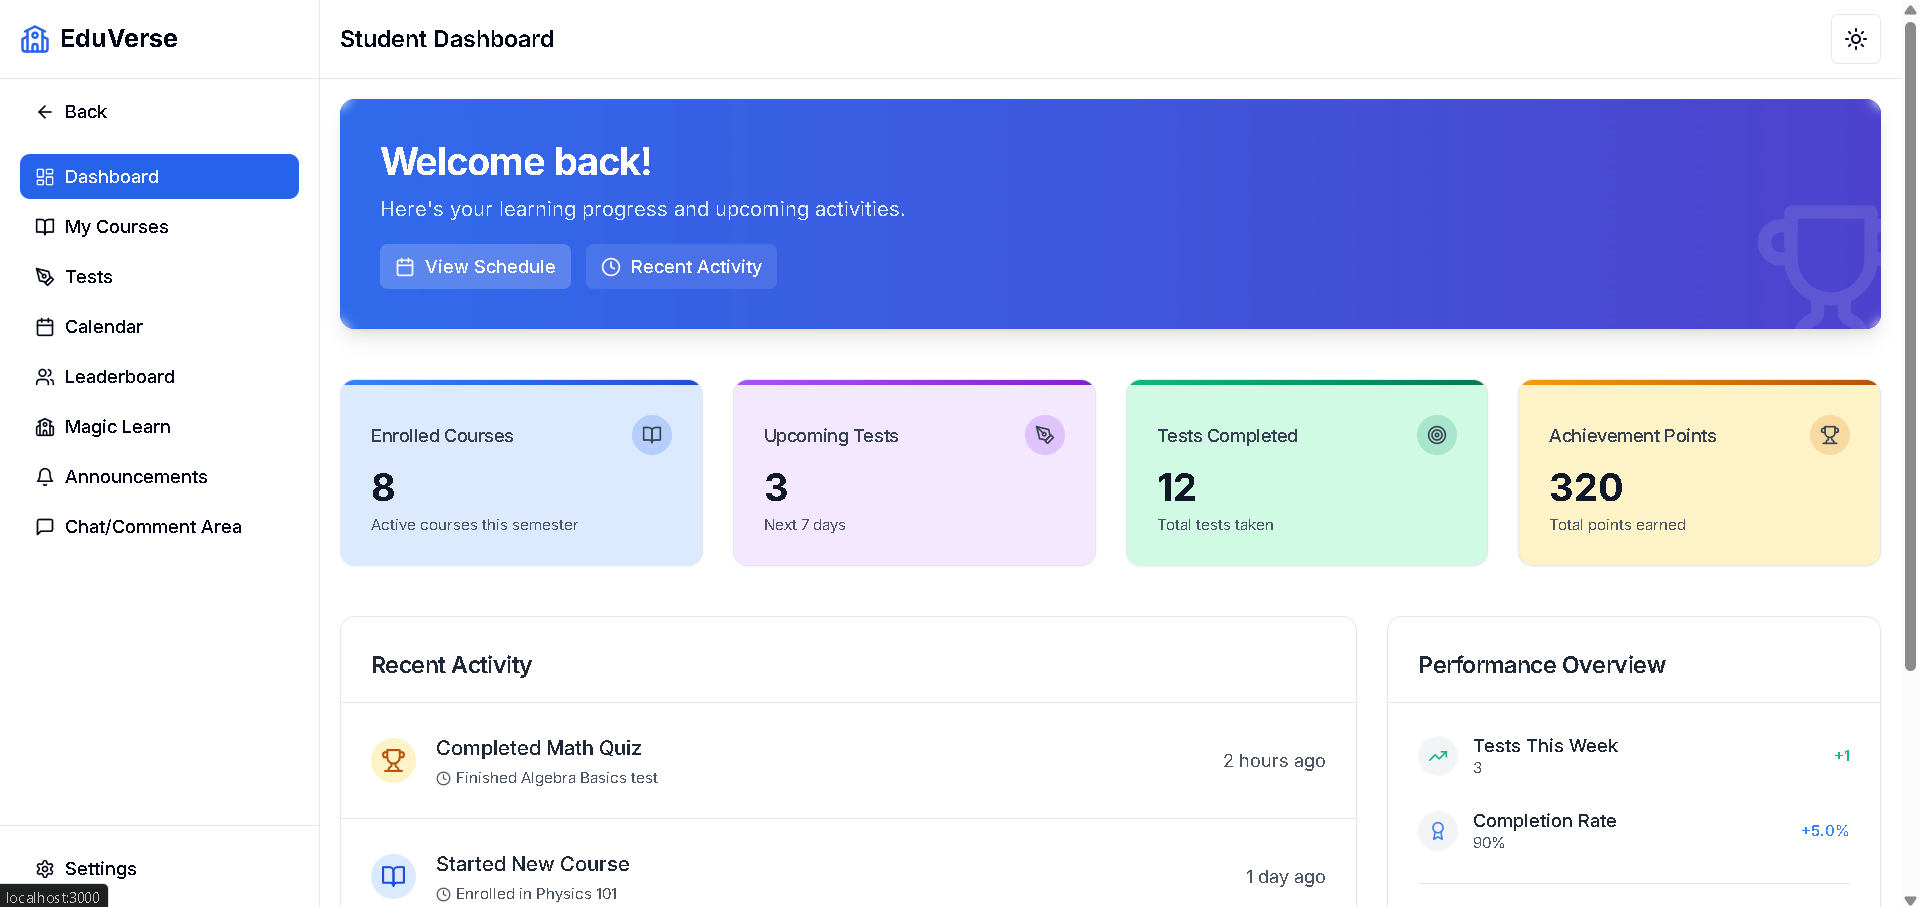 EduVerse
Student Dashboard
Back
Dashboard
My Courses
Tests
Calendar
Leaderboard
Magic Learn
Announcements
Chat/Comment Area
Settings
localhost:3000
Welcome back!
Here's your learning progress and upcoming activities.
View Schedule
Recent Activity
Enrolled Courses
8
Active courses this semester
Upcoming Tests
3
Next 7 days
Tests Completed
12
Total tests taken
Achievement Points
320
Total points earned
Recent Activity
Completed Math Quiz
Finished Algebra Basics test
2 hours ago
Started New Course
Enrolled in Physics 101
1 day ago
Performance Overview
Tests This Week
3
+1
Completion Rate
90%
+5.0%